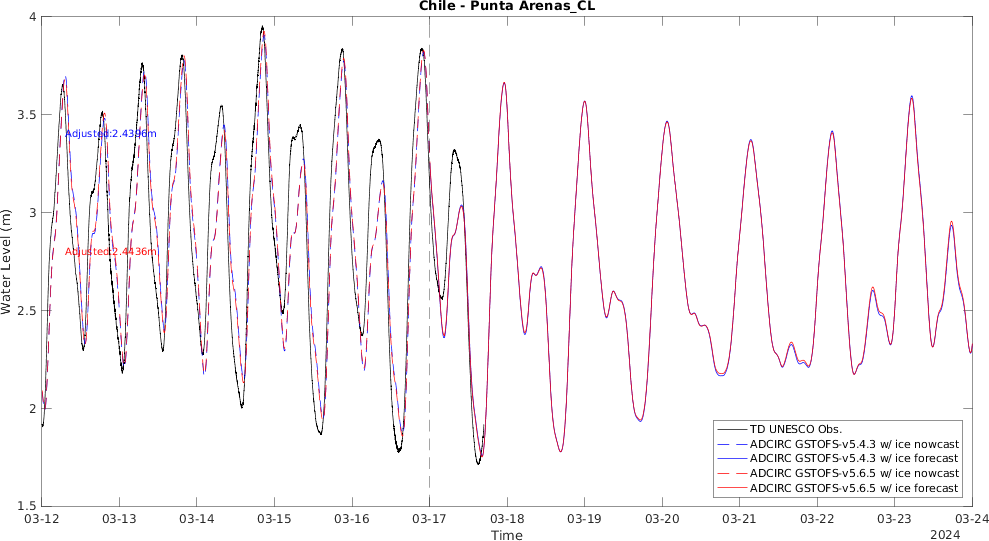 Chile - Punta Arenas_CL
4
3.5
3
2.5
2
1.5
Water Level (m)
Adjusted:2.4396m
Adjusted:2.4436m
TD UNESCO Obs.
ADCIRC GSTOFS-v5.4.3 w/ ice nowcast
ADCIRC GSTOFS-v5.4.3 w/ ice forecast
ADCIRC GSTOFS-v5.6.5 w/ ice nowcast
ADCIRC GSTOFS-v5.6.5 w/ ice forecast
03-12 03-13 03-14 03-15 03-16 03-17 03-18 03-19 03-20 03-21 03-22 03-23 03-24
Time
2024